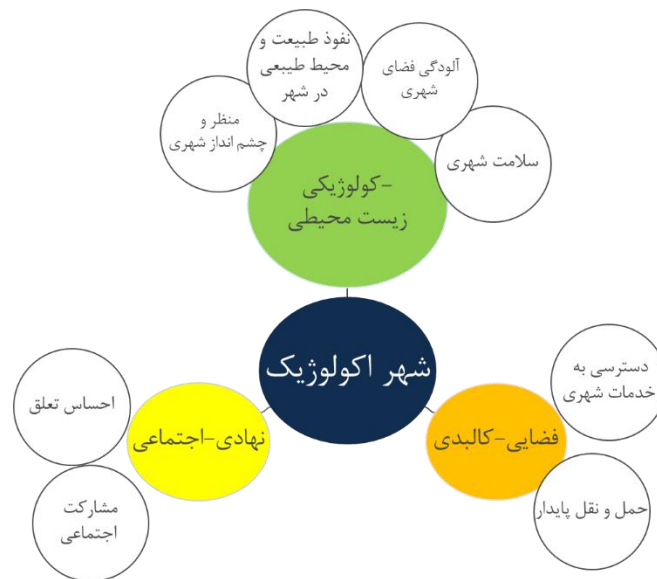 نفوذ طبیعت و
محیط طیبعی
در شهر
آلودگی فضای
شهری
منظر و
چشم انداز شهری
سلامت شهری
کولوژیکی-
زیست محیطی
شهر اکولوژیک
دسترسی به
خدمات شهری
احساس تعلق
نهادی-اجتماعی
فضایی-کالبدی
مشارکت
اجتماعی
حمل و نقل پایدار